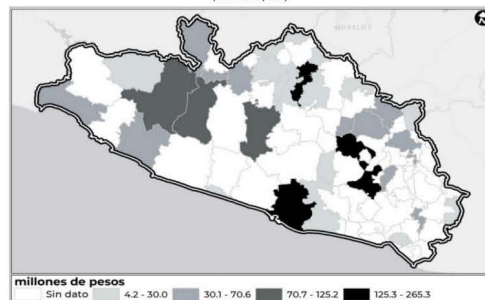 MORELOS
millones de pesos
Sin dato 4.2 - 30.0 30.1 - 70.6 70.7 - 125.2 125.3 - 265.3